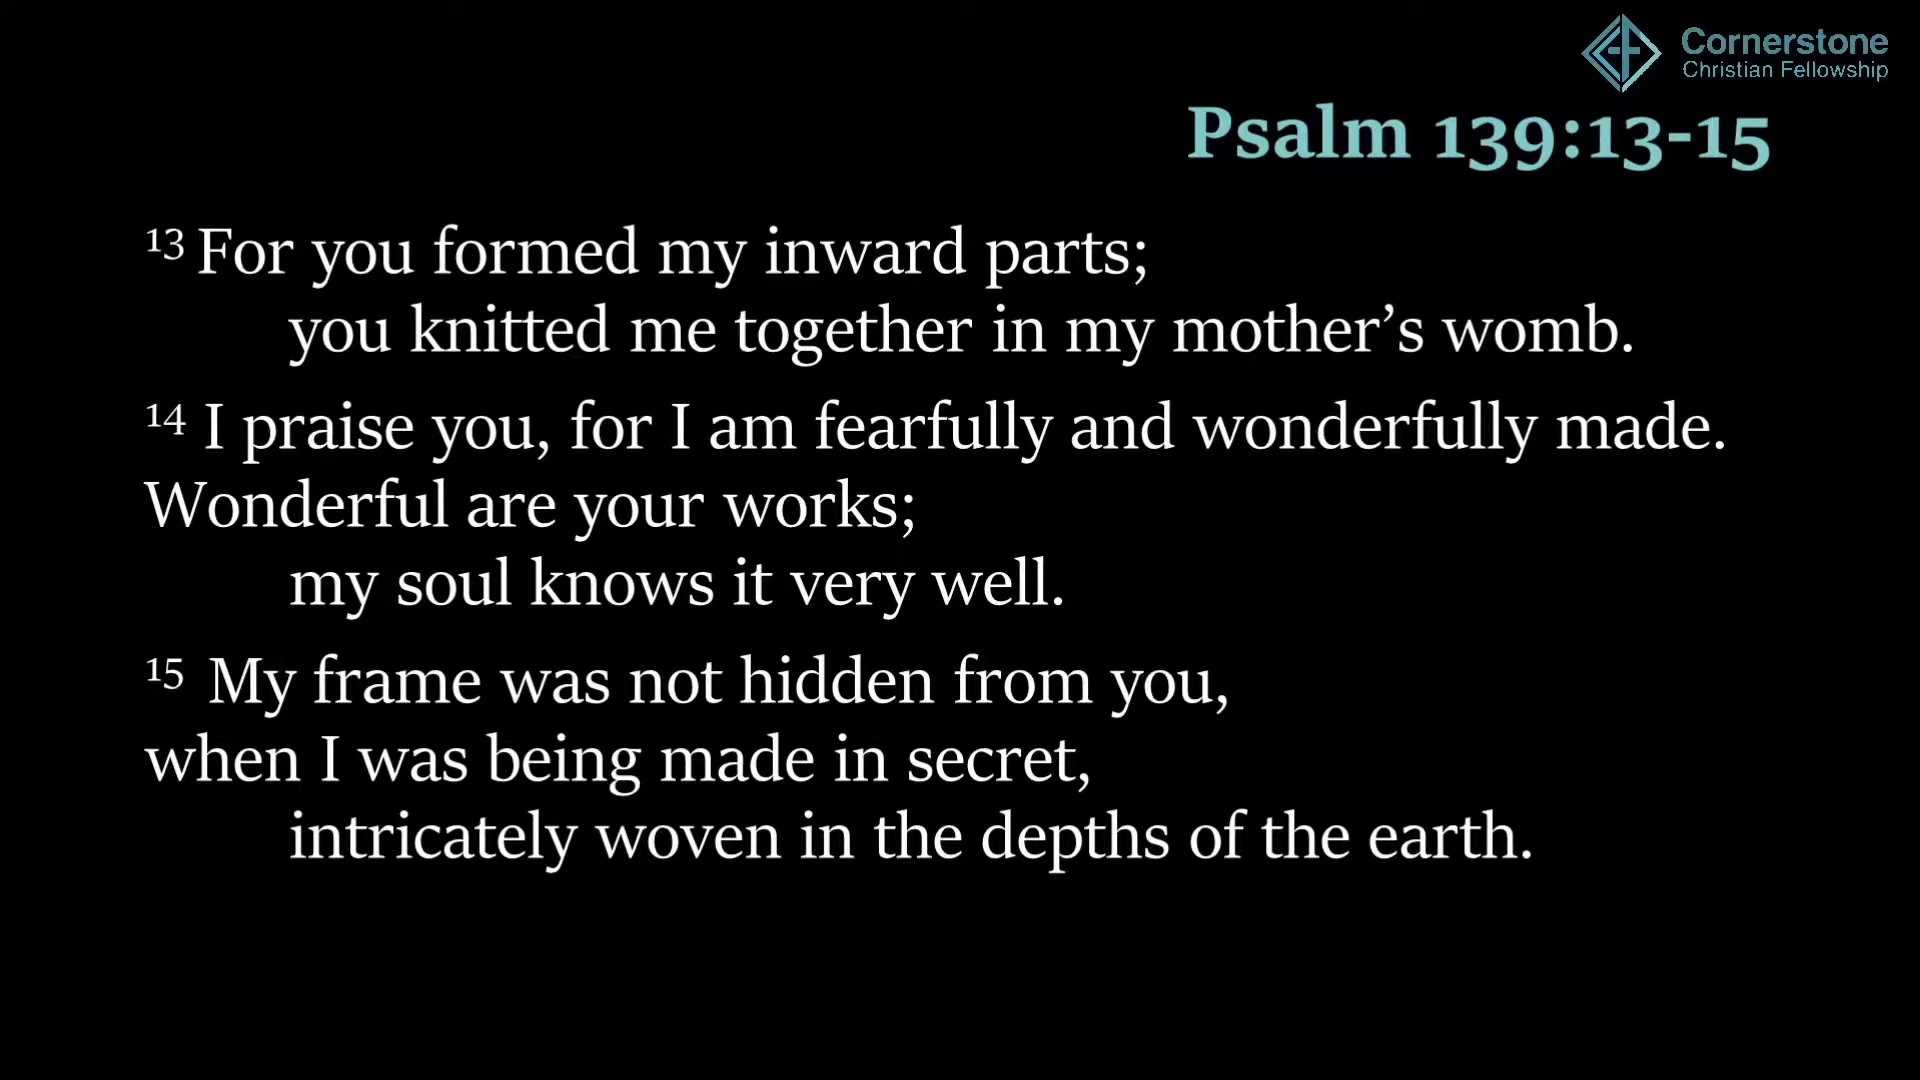 Cornerstone
Christian Fellowship
Psalm 139:13-15
13 For you formed my inward parts;
you knitted me together in my mother’s womb.
14 I praise you, for I am fearfully and wonderfully made.
Wonderful are your works;
my soul knows it very well.
15 My frame was not hidden from you,
when I was being made in secret,
intricately woven in the depths of the earth.